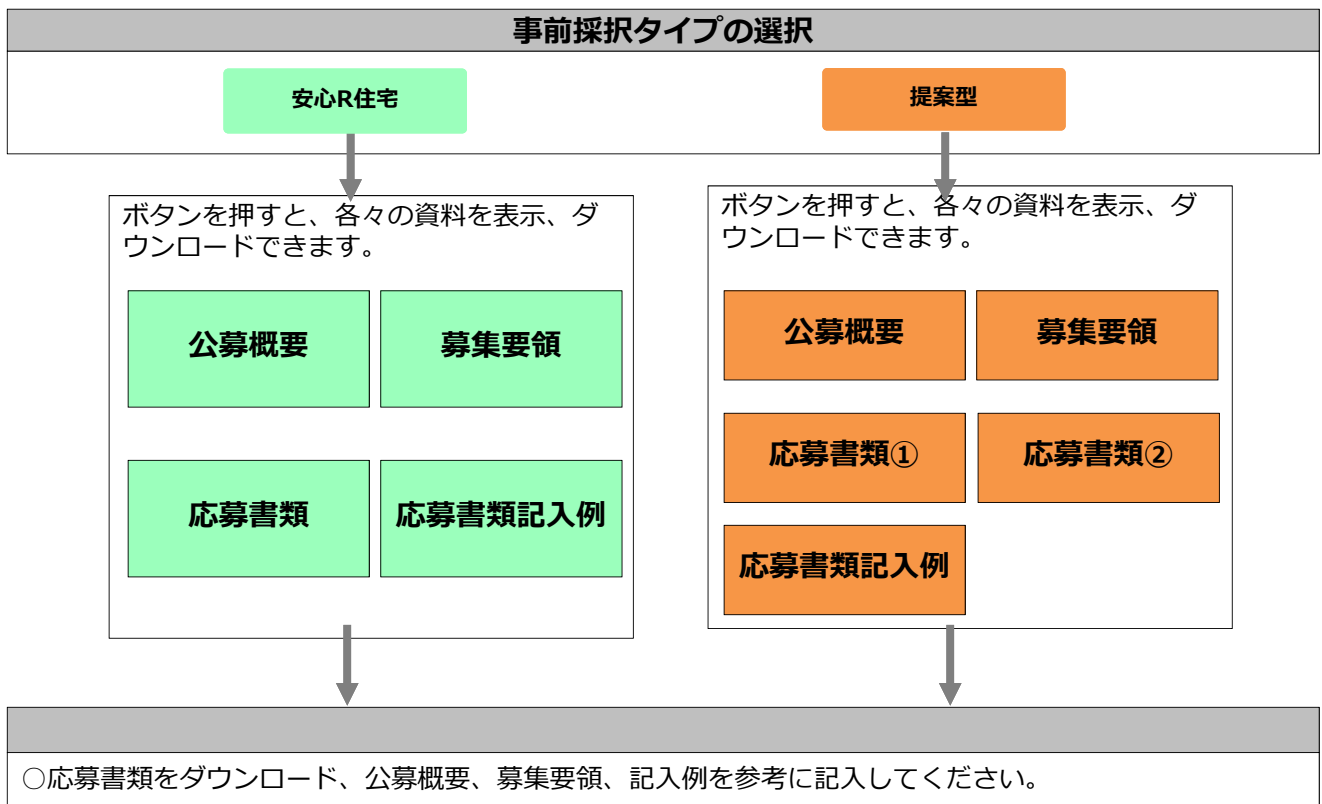 事前採択タイプの選択
安心R住宅
提案型
ボタンを押すと、各々の資料を表示、ダ
ウンロードできます。
公募概要
募集要領
応募書類
応募書類記入例
ボタンを押すと、各々の資料を表示、ダ
ウンロードできます。
公募概要
募集要領
応募書類①
応募書類②
応募書類記入例
○応募書類をダウンロード、公募概要、募集要領、記入例を参考に記入してください。